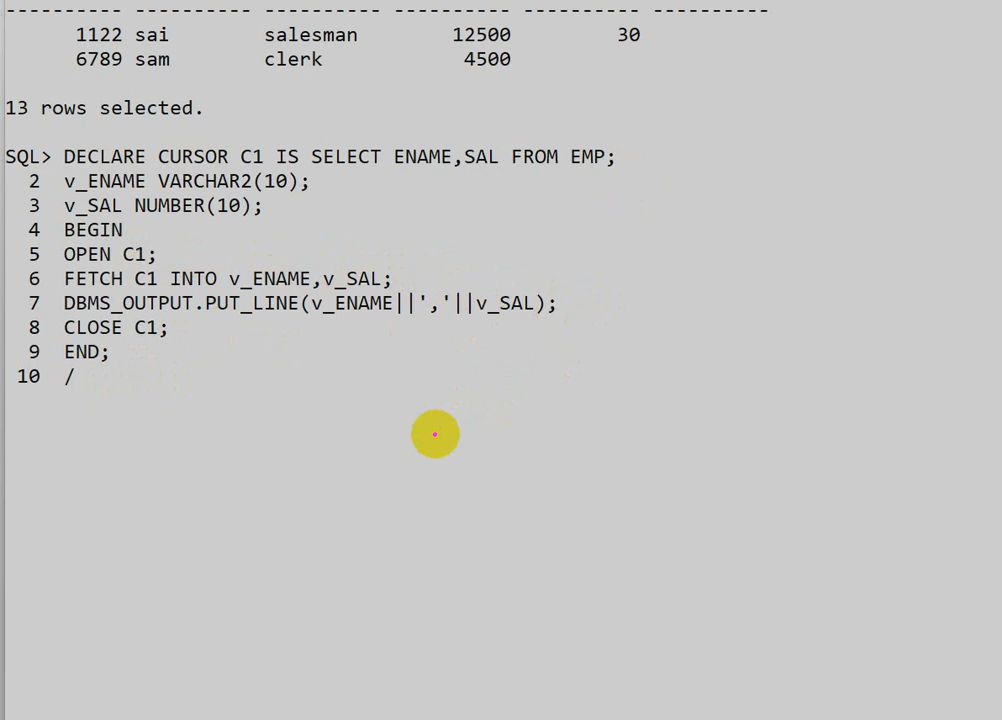 ---------- ---------- ---------- ---------- ---------- ----------
1122 sai salesman 12500 30
6789 sam clerk 4500
13 rows selected.
SQL> DECLARE CURSOR C1 IS SELECT ENAME,SAL FROM EMP;
2 v_ENAME VARCHAR2(10);
3 v_SAL NUMBER(10);
4 BEGIN
5 OPEN C1;
6 FETCH C1 INTO v_ENAME,v_SAL;
7 DBMS_OUTPUT.PUT_LINE(v_ENAME||','||v_SAL);
8 CLOSE C1;
9 END;
10 /